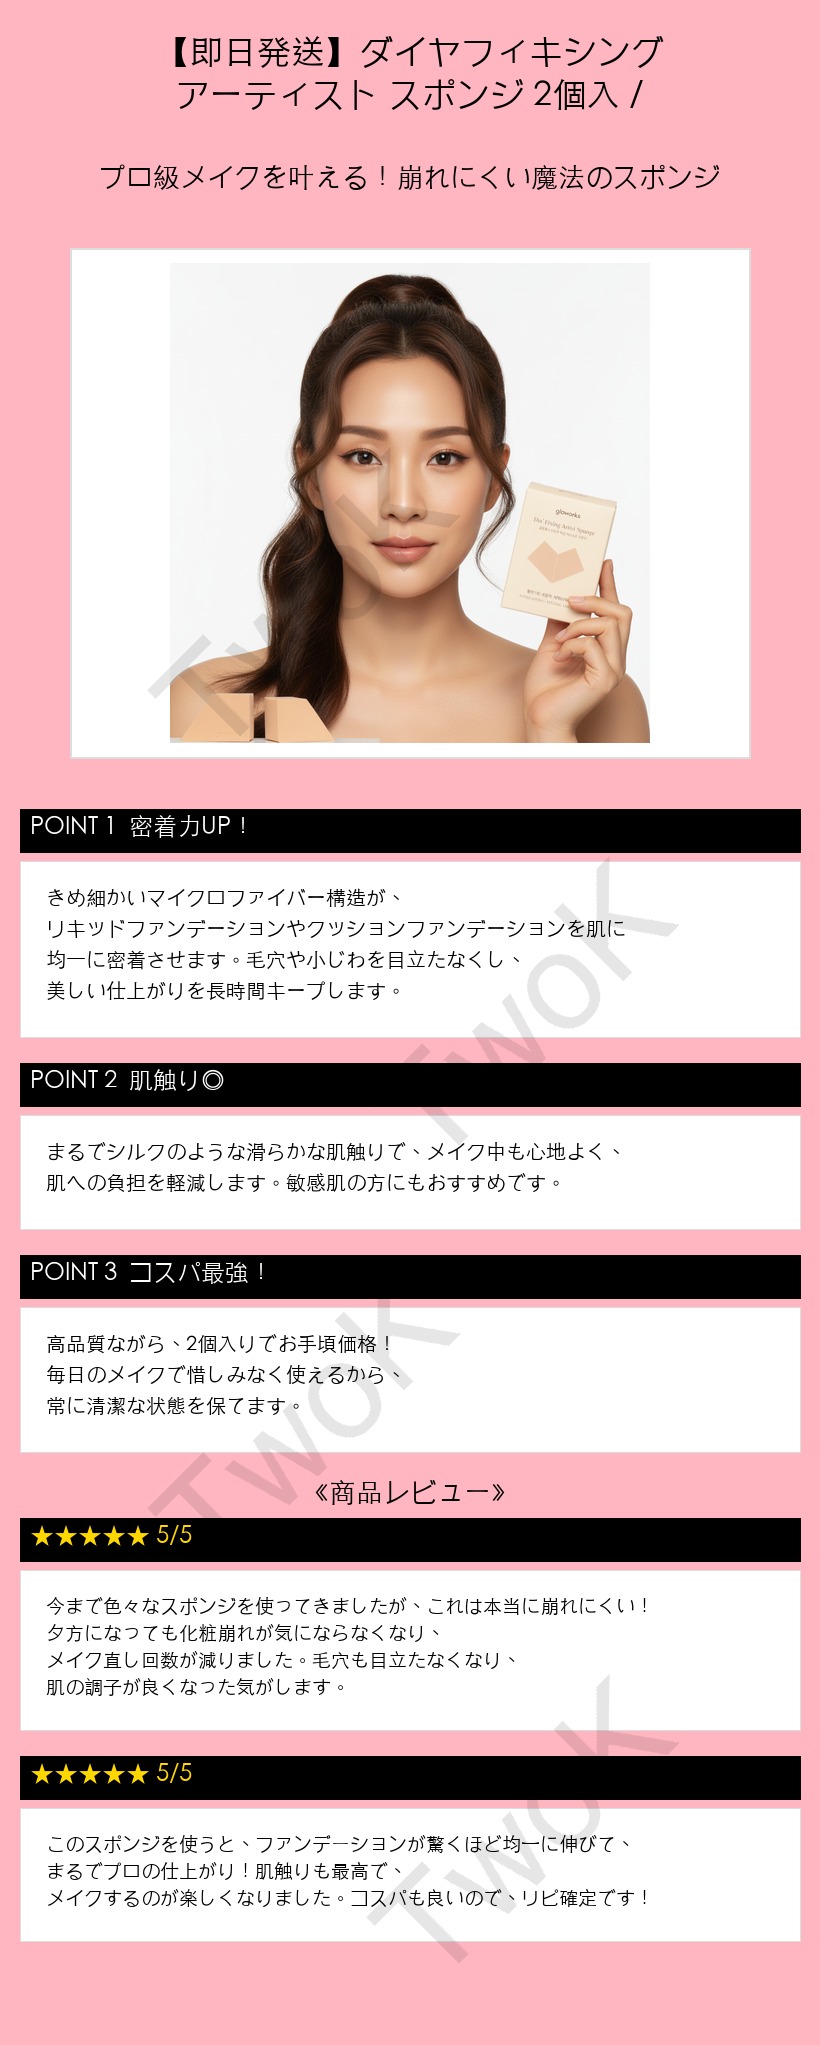 【即日発送】ダイヤフィキシング
アーティスト スポンジ 2個入 /
プロ級メイクを叶える！崩れにくい魔法のスポンジ
gloworks
Dia' Fixing Artist Sponge
TwoK
POINT 1 密着力UP！
きめ細かいマイクロファイバー構造が、
リキッドファンデーションやクッションファンデーションを肌に
均一に密着させます。毛穴や小じわを目立たなくし、
美しい仕上がりを長時間キープします。
TwoK
POINT 2 肌触り◎
まるでシルクのような滑らかな肌触りで、メイク中も心地よく、
肌への負担を軽減します。敏感肌の方にもおすすめです。
POINT 3 コスパ最強！
高品質ながら、2個入りでお手頃価格！
毎日のメイクで惜しみなく使えるから、
常に清潔な状態を保てます。
TwoK
《商品レビュー》
★★★★★ 5/5
今まで色々なスポンジを使ってきましたが、これは本当に崩れにくい！
夕方になっても化粧崩れが気にならなくなり、
メイク直し回数が減りました。毛穴も目立たなくなり、
肌の調子が良くなった気がします。
★★★★★ 5/5
このスポンジを使うと、ファンデーションが驚くほど均一に伸びて、
まるでプロの仕上がり！肌触りも最高で、
メイクするのが楽しくなりました。コスパも良いので、リピ確定です！
TwoK